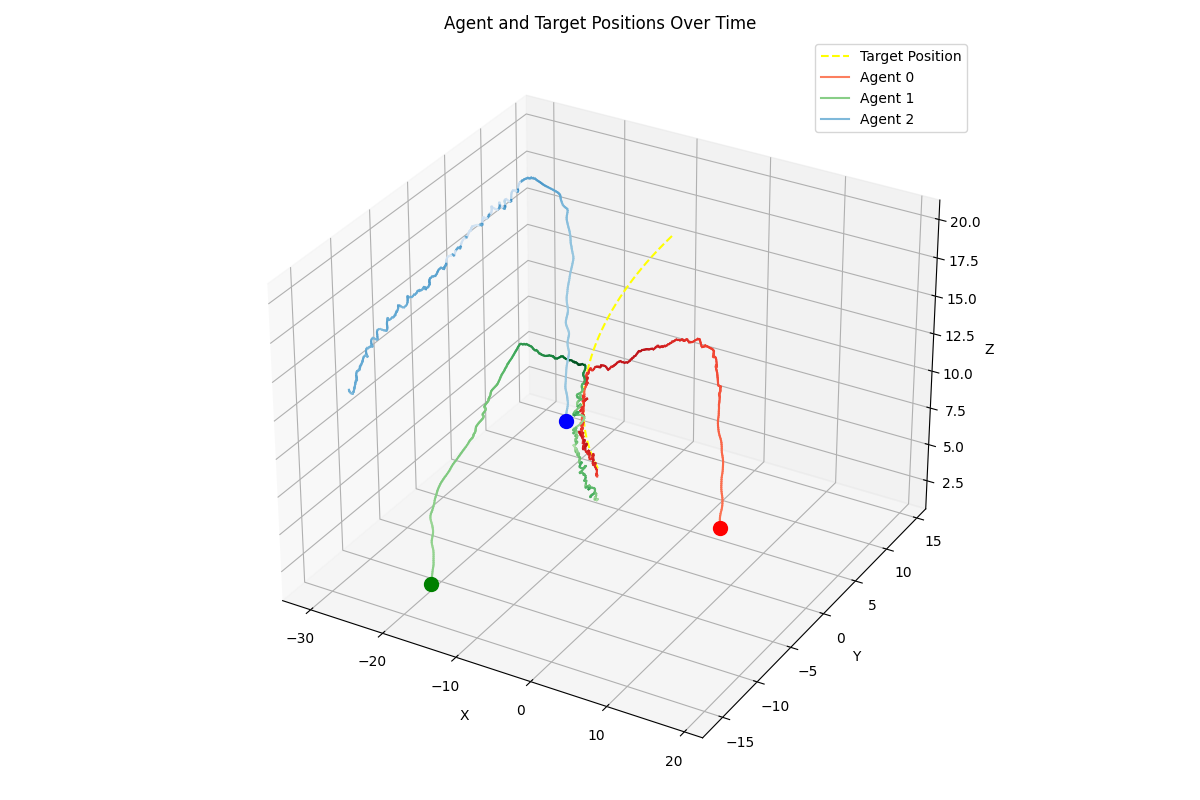 Agent and Target Positions Over Time
Target Position
Agent 0
Agent 1
Agent 2
20.0
17.5
15.0
12.5
10.0
7.5
5.0
2.5
Z
15
10
5
0
−5
−10
−15
Y
−30
−20
−10
0
10
20
X